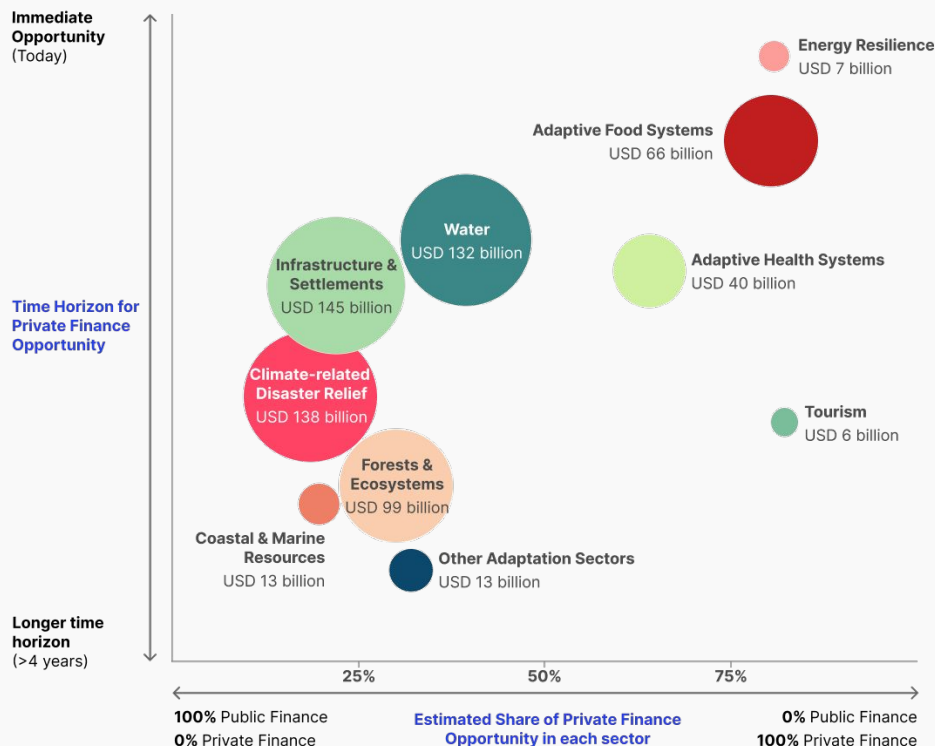 Immediate
Opportunity
(Today)
Energy Resilience
USD 7 billion
Adaptive Food Systems
USD 66 billion
Water
USD 132 billion
Infrastructure &
Settlements
USD 145 billion
Adaptive Health Systems
USD 40 billion
Time Horizon for
Private Finance
Opportunity
Climate-related
Disaster Relief
USD 138 billion
Tourism
USD 6 billion
Forests &
Ecosystems
USD 99 billion
Coastal & Marine
Resources
USD 13 billion
Other Adaptation Sectors
USD 13 billion
Longer time
horizon
(>4 years)
25%
50%
75%
100% Public Finance
0% Private Finance
Estimated Share of Private Finance
Opportunity in each sector
0% Public Finance
100% Private Finance